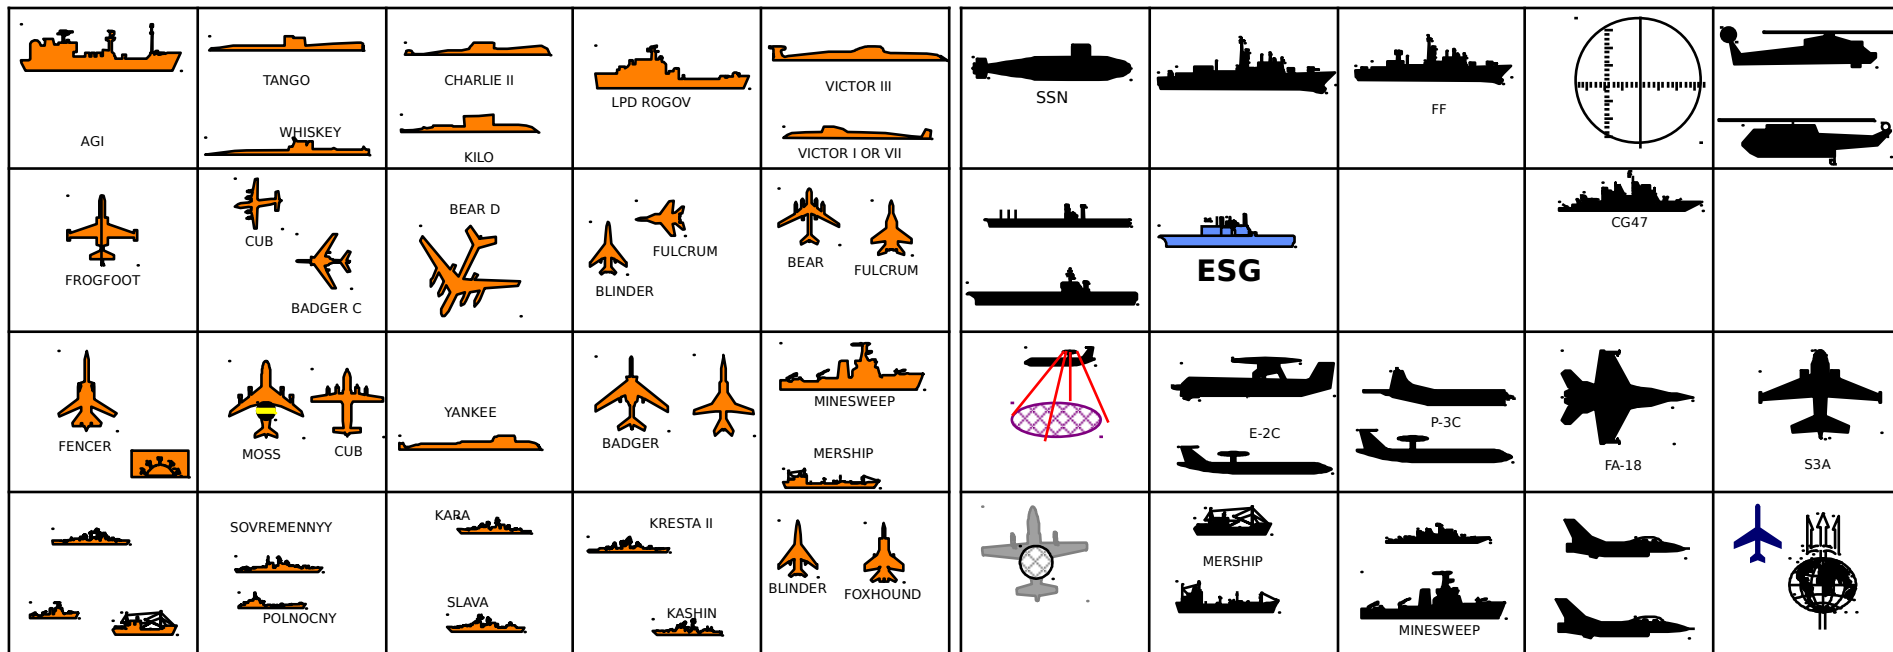 AGI
TANGO
WHISKEY
CHARLIE II
KILO
LPD ROGOV
VICTOR III
VICTOR I OR VII
SSN
FF
FROGFOOT
CUB
BADGER C
BEAR D
FULCRUM
BLINDER
BEAR
FULCRUM
ESG
CG47
FENCER
MOSS
CUB
YANKEE
BADGER
MINESWEEP
MERSHIP
E-2C
P-3C
FA-18
S3A
SOVREMENNYY
POLNOCNY
KARA
SLAVA
KRESTA II
KASHIN
BLINDER
FOXHOUND
MERSHIP
MINESWEEP